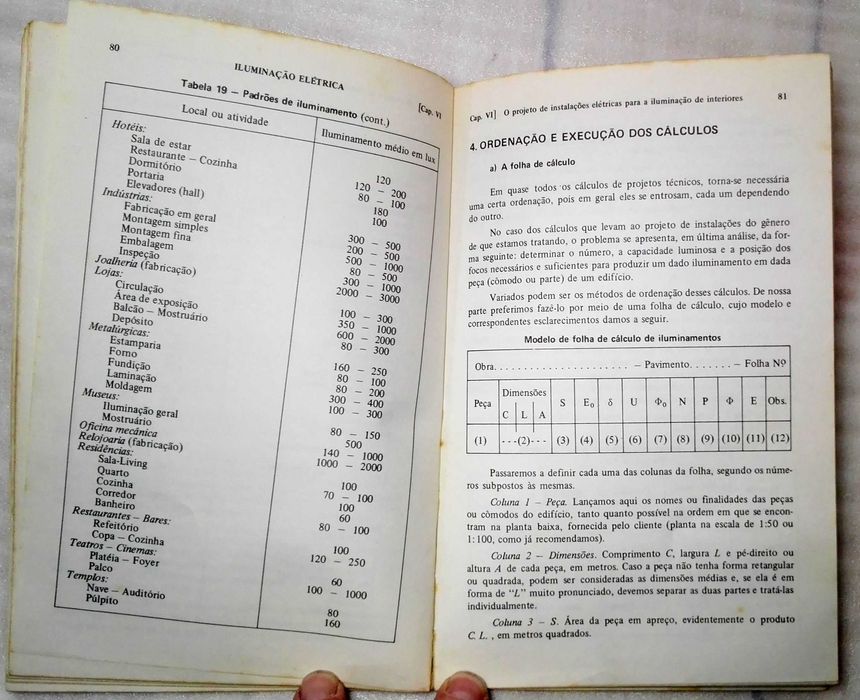 80
ILUMINAÇÃO ELÉTRICA
[Cap. VI
Tabela 19 – Padrões de iluminamento (cont.)
Local ou atividade Iluminamento médio em lux
Hotéis:
Sala de estar 120
Restaurante – Cozinha 120 – 200
Dormitório 80 – 100
Portaria 180
Elevadores (hall) 100
Indústrias:
Fabricação em geral 300 – 500
Montagem simples 200 – 500
Montagem fina 500 – 1000
Embalagem 80 – 500
Inspeção 300 – 1000
Joalheria (fabricação) 2000 – 3000
Lojas:
Circulação 100 – 300
Área de exposição 350 – 1000
Balcão – Mostruário 600 – 2000
Depósito 80 – 300
Metalúrgicas:
Estamparia 160 – 250
Forno 80 – 100
Fundição 80 – 200
Laminação 300 – 400
Moldagem 100 – 300
Museus:
Iluminação geral 80 – 150
Mostruário 500
Oficina mecânica 140 – 1000
Relojoaria (fabricação) 1000 – 2000
Residências:
Sala-Living 100
Quarto 70 – 100
Cozinha 100
Corredor 60
Banheiro 80 – 100
Restaurantes – Bares:
Refeitório 100
Copa – Cozinha 120 – 250
Teatros – Cinemas:
Platéia – Foyer 60
Palco 100 – 1000
Templos:
Nave – Auditório 80
Púlpito 160
Cap. VI] O projeto de instalações elétricas para a iluminação de interiores 81
4. ORDENAÇÃO E EXECUÇÃO DOS CÁLCULOS
a) A folha de cálculo
Em quase todos os cálculos de projetos técnicos, torna-se necessária
uma certa ordenação, pois em geral eles se entrosam, cada um dependendo
do outro.
No caso dos cálculos que levam ao projeto de instalações do gênero
de que estamos tratando, o problema se apresenta, em última análise, da for-
ma seguinte: determinar o número, a capacidade luminosa e a posição dos
focos necessários e suficientes para produzir um dado iluminamento em dada
peça (cômodo ou parte) de um edifício.
Variados podem ser os métodos de ordenação desses cálculos. De nossa
parte preferimos fazê-lo por meio de uma folha de cálculo, cujo modelo e
correspondentes esclarecimentos damos a seguir.
Modelo de folha de cálculo de iluminamentos
Obra. . . . . . . . . . . . . . . . . . . . . . – Pavimento. . . . . . . – Folha Nº
Peça Dimensões C L A S E₀ δ U Φ₀ N P Φ E Obs.
(1) - - -(2)- - - (3) (4) (5) (6) (7) (8) (9) (10) (11) (12)
Passaremos a definir cada uma das colunas da folha, segundo os núme-
ros subpostos às mesmas.
Coluna 1 – Peça. Lançamos aqui os nomes ou finalidades das peças
ou cômodos do edifício, tanto quanto possível na ordem em que se encon-
tram na planta baixa, fornecida pelo cliente (planta na escala de 1:50 ou
1:100, como já recomendamos).
Coluna 2 – Dimensões. Comprimento C, largura L e pé-direito ou
altura A de cada peça, em metros. Caso a peça não tenha forma retangular
ou quadrada, podem ser consideradas as dimensões médias e, se ela é em
forma de "L" muito pronunciado, devemos separar as duas partes e tratá-las
individualmente.
Coluna 3 – S. Área da peça em apreço, evidentemente o produto
C.L. , em metros quadrados.